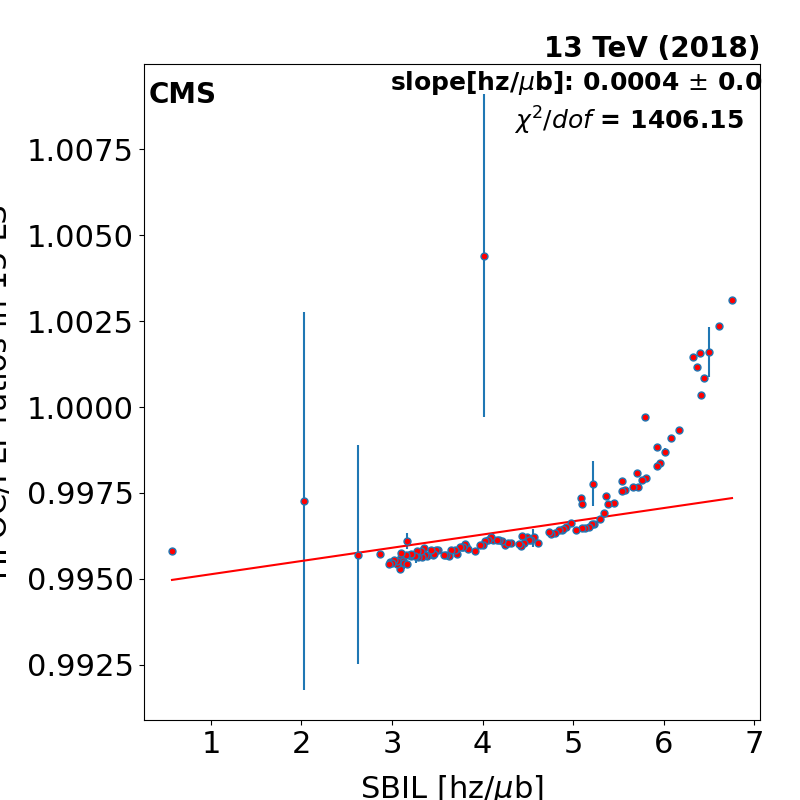 13 TeV (2018)
slope[hz/μb]: 0.0004 ± 0.0
CMS
χ²/dof = 1406.15
1.0075
1.0050
1.0025
1.0000
0.9975
0.9950
0.9925
1 2 3 4 5 6 7
SBIL [hz/μb]